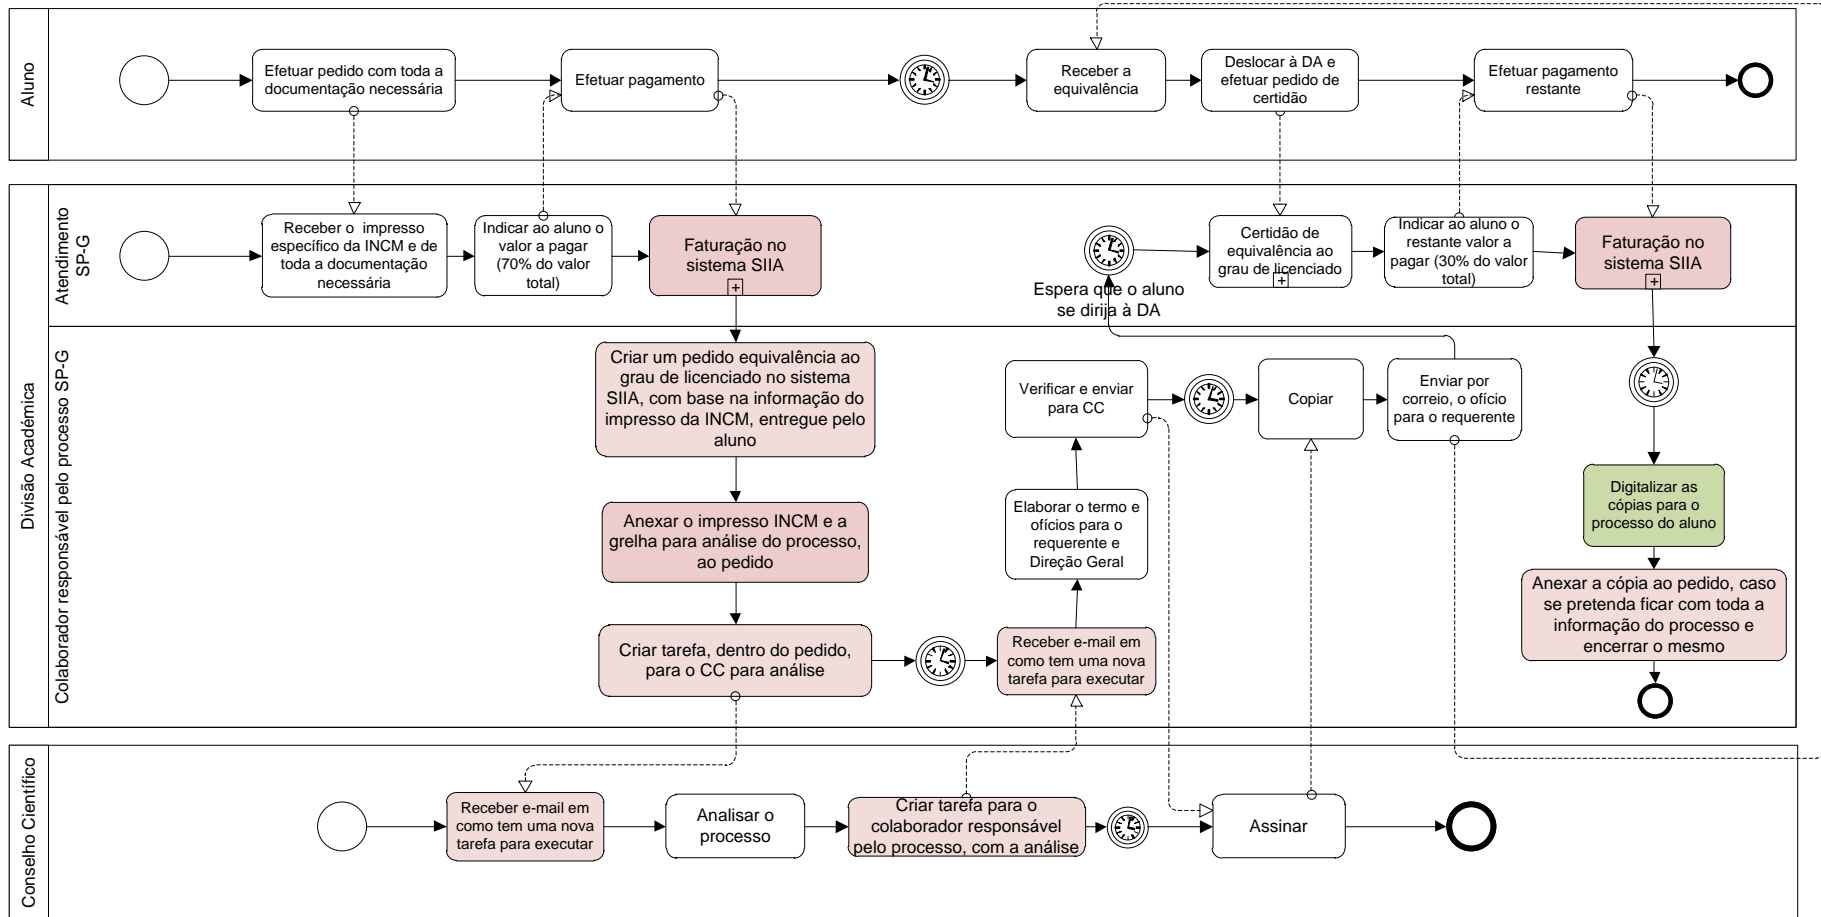 Aluno
Efetuar pedido com toda a
documentação necessária
Efetuar pagamento
Receber a
equivalência
Deslocar à DA e
efetuar pedido de
certidão
Efetuar pagamento
restante
Divisão Académica
Atendimento
SP-G
Receber o  impresso
específico da INCM e de
toda a documentação
necessária
Indicar ao aluno o
valor a pagar
(70% do valor
total)
Faturação no
sistema SIIA
Espera que o aluno
se dirija à DA
Certidão de
equivalência ao
grau de licenciado
Indicar ao aluno o
restante valor a
pagar (30% do valor
total)
Faturação no
sistema SIIA
Colaborador responsável pelo processo SP-G
Criar um pedido equivalência ao
grau de licenciado no sistema
SIIA, com base na informação do
impresso da INCM, entregue pelo
aluno
Anexar o impresso INCM e a
grelha para análise do processo,
ao pedido
Criar tarefa, dentro do pedido,
para o CC para análise
Receber e-mail em
como tem uma nova
tarefa para executar
Elaborar o termo e
ofícios para o
requerente e
Direção Geral
Verificar e enviar
para CC
Copiar
Enviar por
correio, o ofício
para o requerente
Digitalizar as
cópias para o
processo do aluno
Anexar a cópia ao pedido, caso
se pretenda ficar com toda a
informação do processo e
encerrar o mesmo
Conselho Científico
Receber e-mail em
como tem uma nova
tarefa para executar
Analisar o
processo
Criar tarefa para o
colaborador responsável
pelo processo, com a análise
Assinar